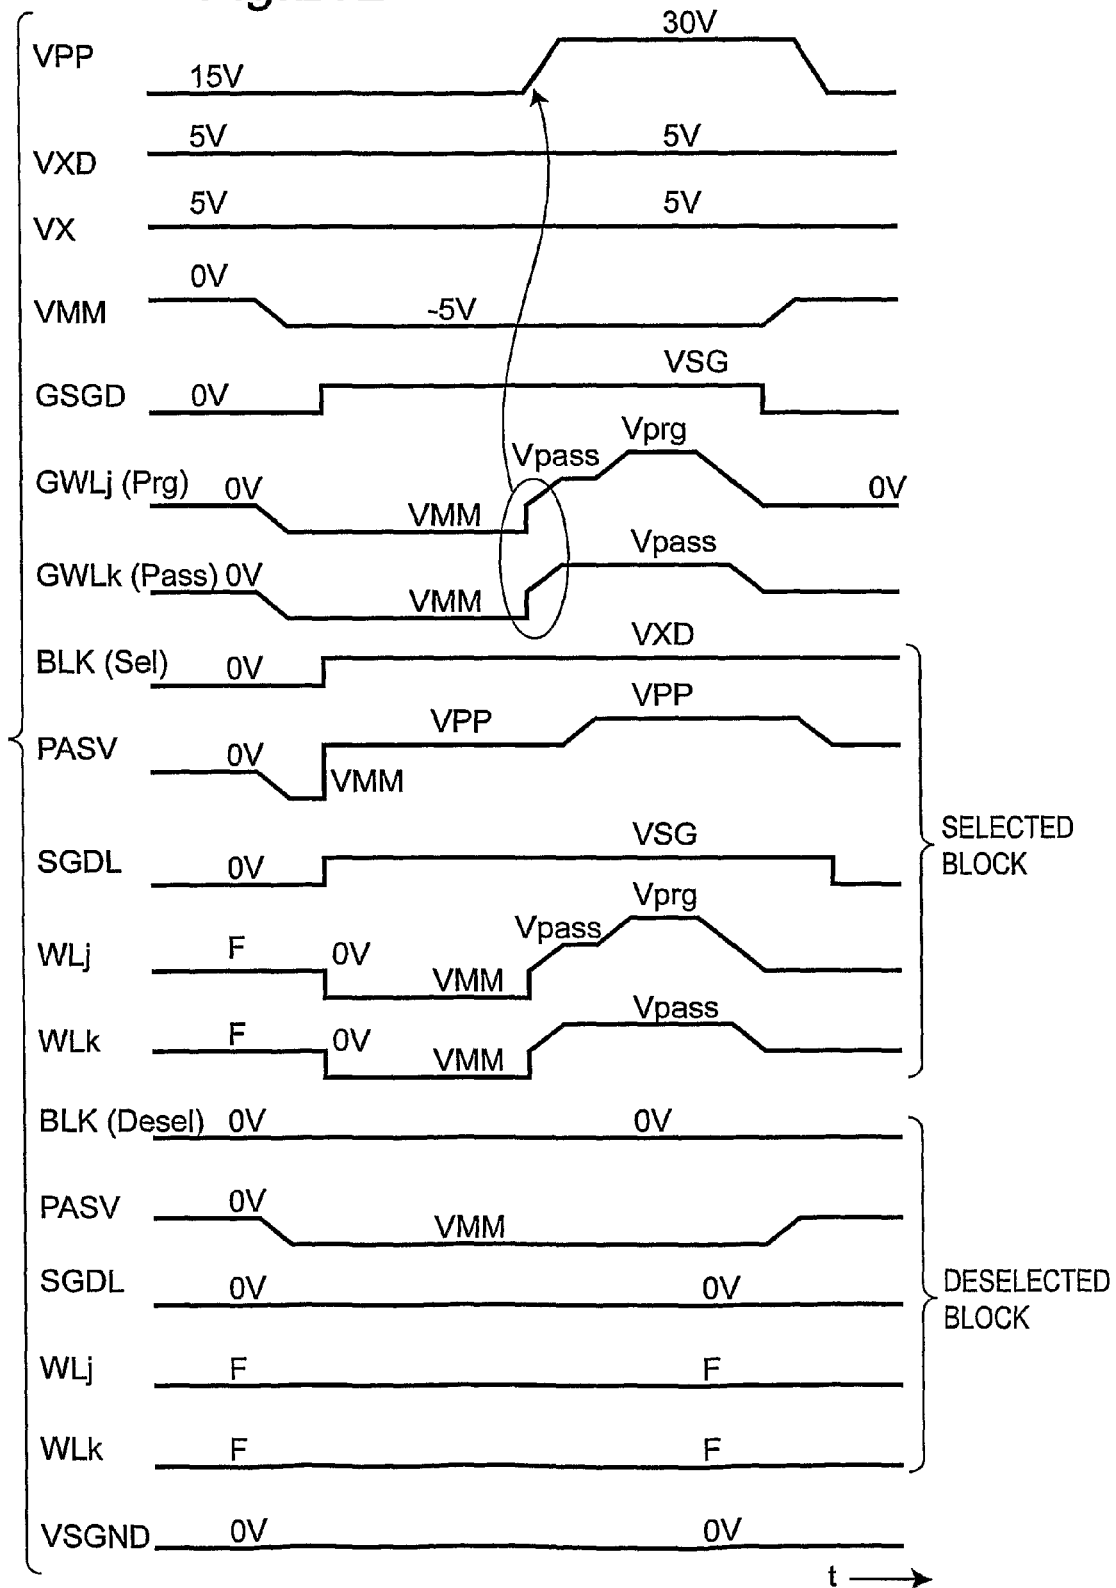 VPP 15V 30V
VXD 5V 5V
VX 5V 5V
VMM 0V -5V
GSGD 0V VSG
GWLj (Prg) 0V VMM Vpass Vprg 0V
GWLk (Pass) 0V VMM Vpass
BLK (Sel) 0V VXD
PASV 0V VMM VPP VPP
SGDL 0V VSG
WLj F 0V VMM Vpass Vprg
WLk F 0V VMM Vpass
SELECTED
BLOCK
BLK (Desel) 0V 0V
PASV 0V VMM
SGDL 0V 0V
WLj F F
WLk F F
DESELECTED
BLOCK
VSGND 0V 0V
t